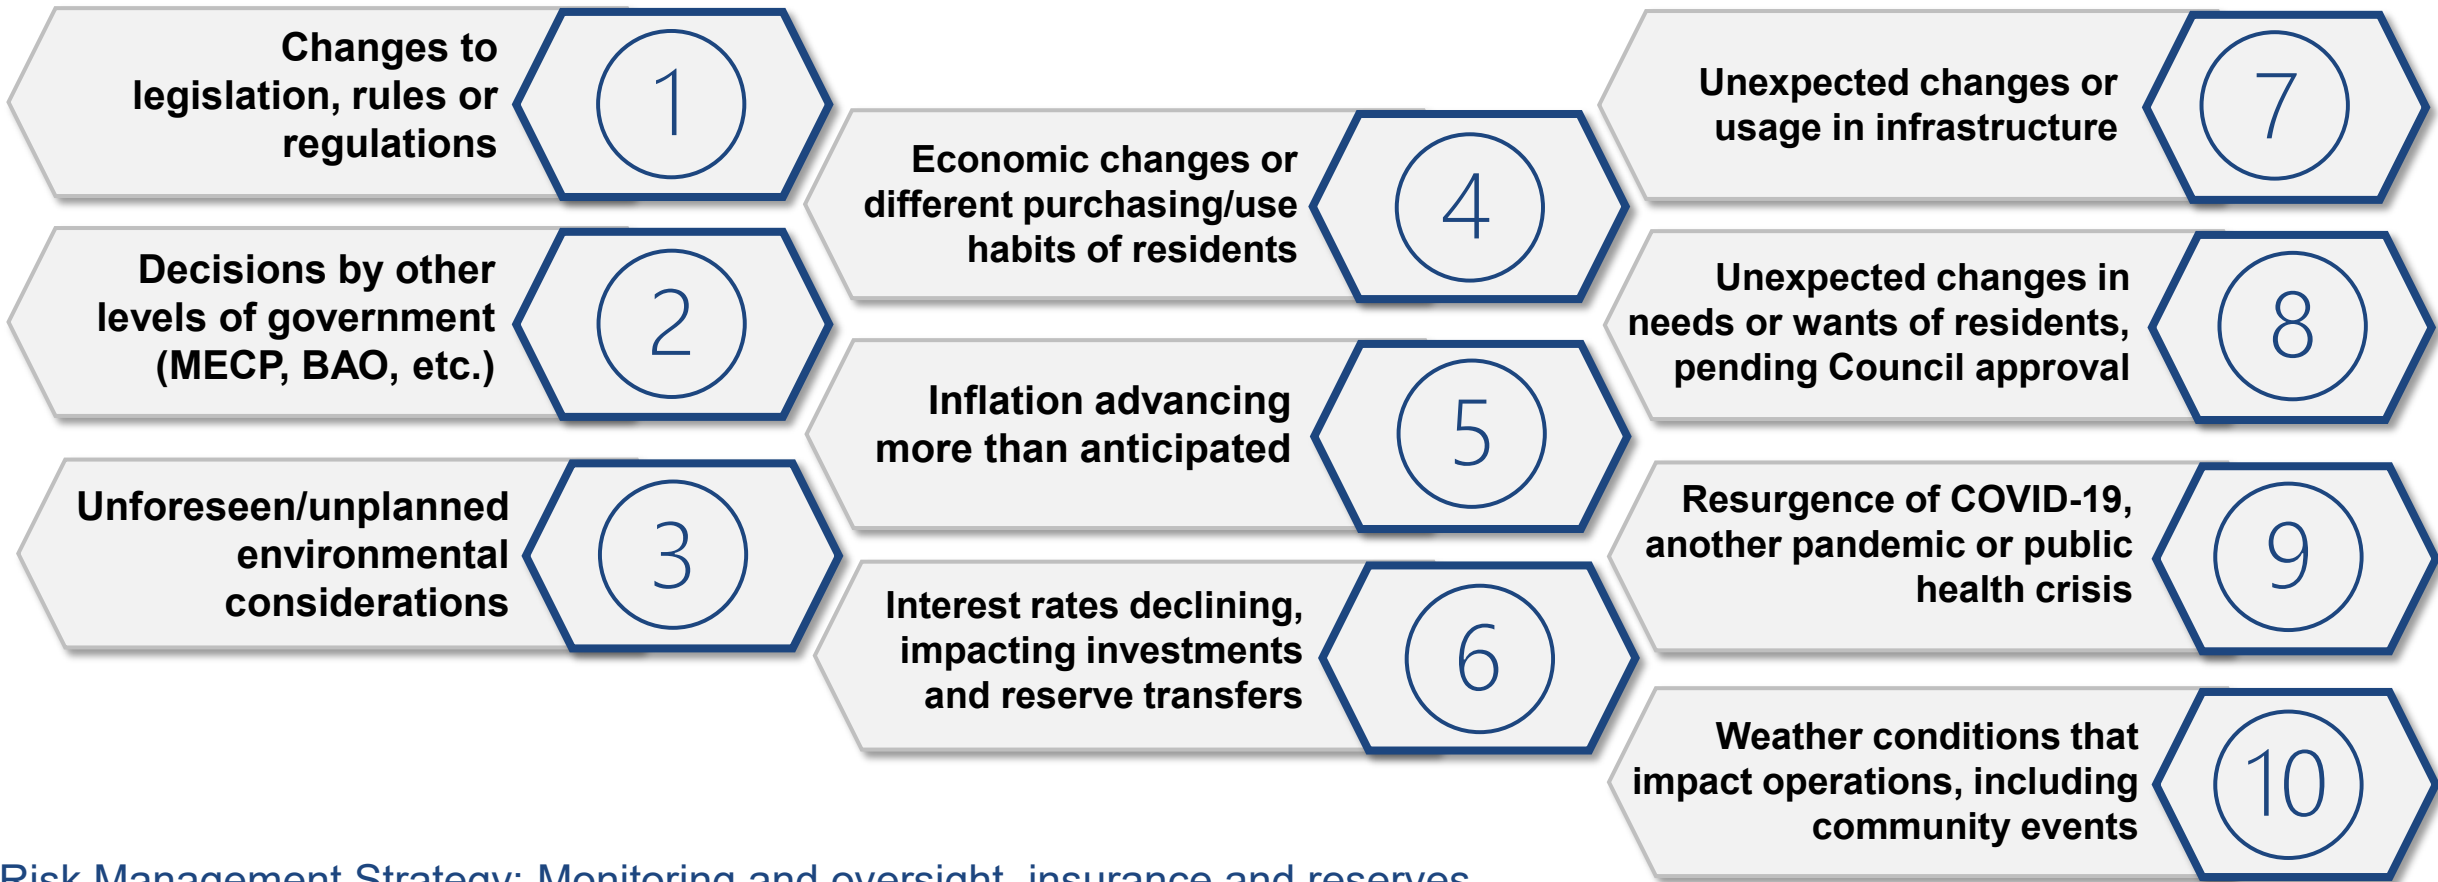 Changes to
legislation, rules or
regulations
1
Decisions by other
levels of government
(MECP, BAO, etc.)
2
Unforeseen/unplanned
environmental
considerations
3
Economic changes or
different purchasing/use
habits of residents
4
Inflation advancing
more than anticipated
5
Interest rates declining,
impacting investments
and reserve transfers
6
Unexpected changes or
usage in infrastructure
7
Unexpected changes in
needs or wants of residents,
pending Council approval
8
Resurgence of COVID-19,
another pandemic or public
health crisis
9
Weather conditions that
impact operations, including
community events
10
Risk Management Strategy: Monitoring and oversight, insurance and reserves